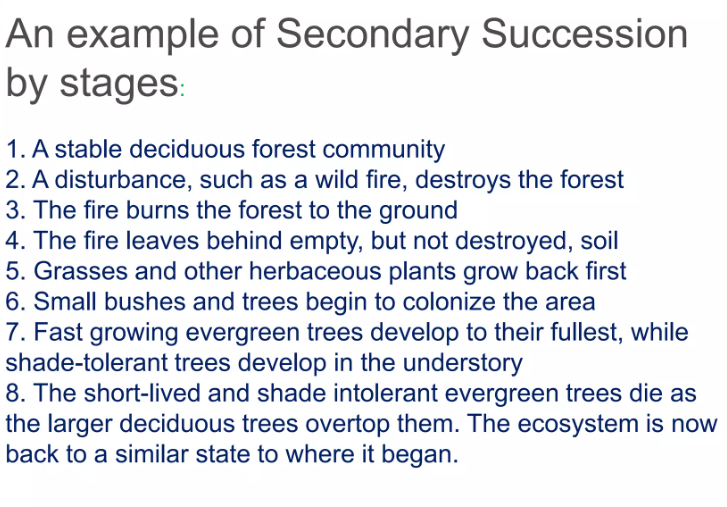 An example of Secondary Succession
by stages:
1. A stable deciduous forest community
2. A disturbance, such as a wild fire, destroys the forest
3. The fire burns the forest to the ground
4. The fire leaves behind empty, but not destroyed, soil
5. Grasses and other herbaceous plants grow back first
6. Small bushes and trees begin to colonize the area
7. Fast growing evergreen trees develop to their fullest, while
shade-tolerant trees develop in the understory
8. The short-lived and shade intolerant evergreen trees die as
the larger deciduous trees overtop them. The ecosystem is now
back to a similar state to where it began.